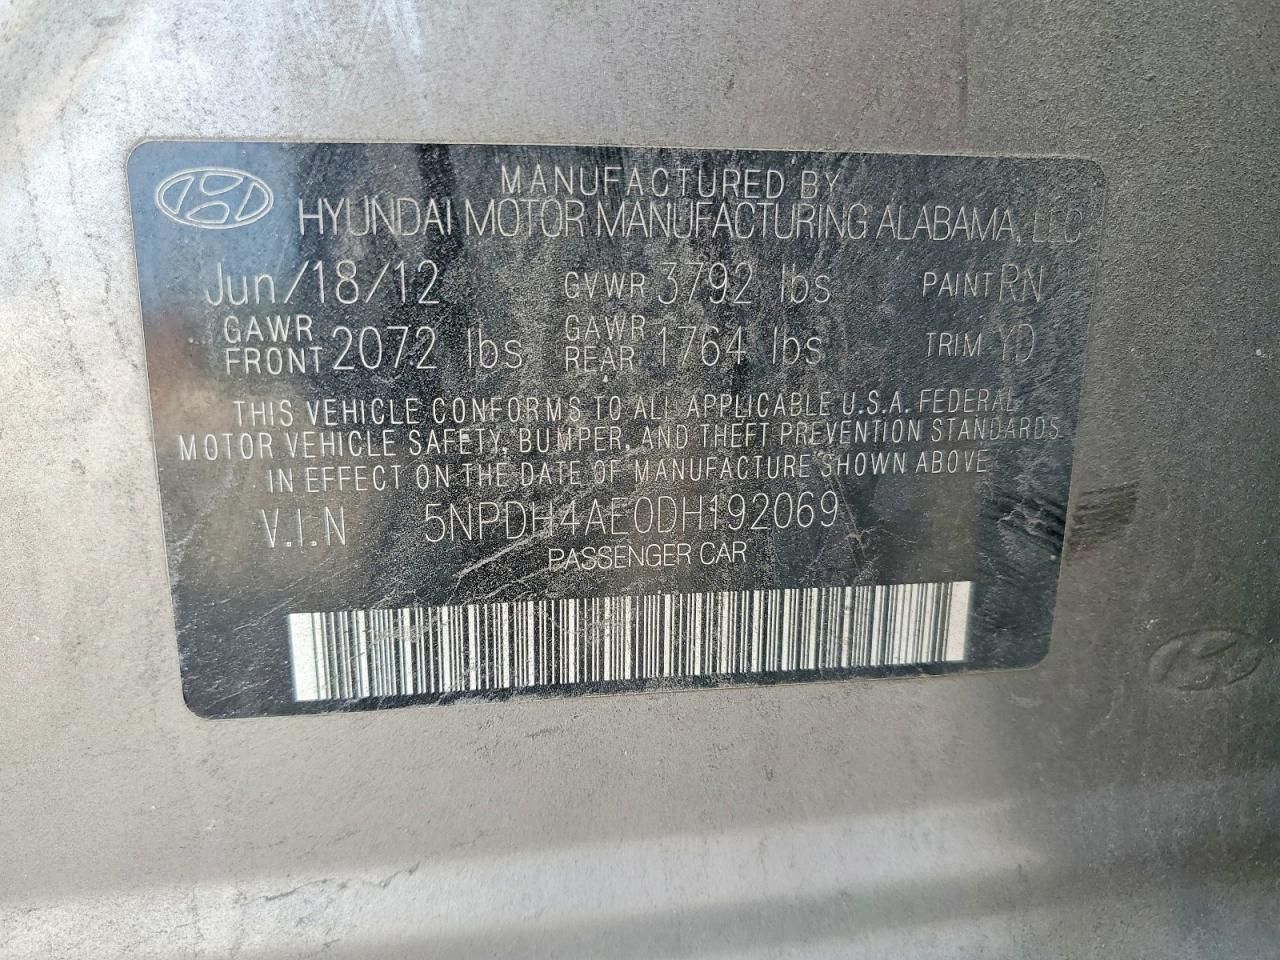 MANUFACTURED BY
HYUNDAI MOTOR MANUFACTURING ALABAMA, LLC
Jun/18/12 GVWR 3792 lbs PAINT RN
GAWR FRONT 2072 lbs GAWR REAR 1764 lbs TRIM YD
THIS VEHICLE CONFORMS TO ALL APPLICABLE U.S.A. FEDERAL
MOTOR VEHICLE SAFETY, BUMPER, AND THEFT PREVENTION STANDARDS
IN EFFECT ON THE DATE OF MANUFACTURE SHOWN ABOVE
V.I.N 5NPDH4AE0DH192069
PASSENGER CAR